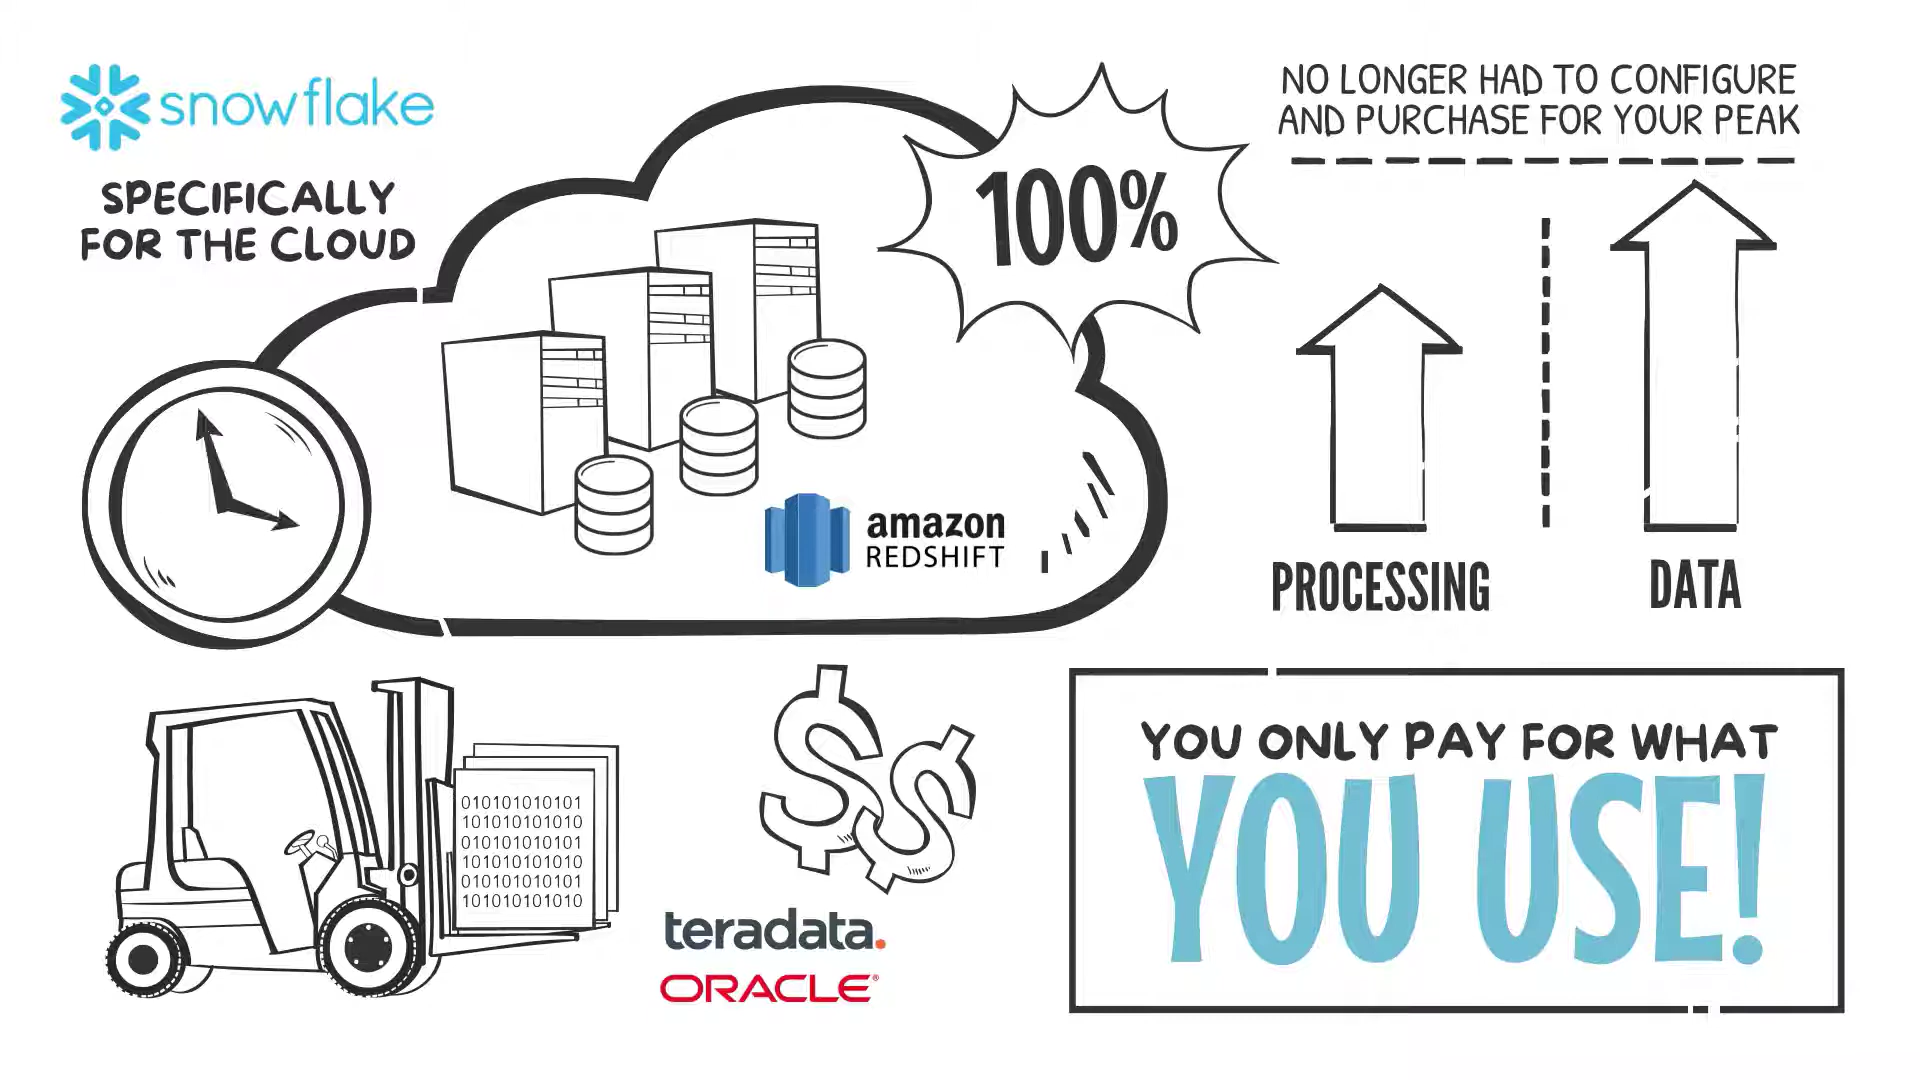 snowflake
SPECIFICALLY
FOR THE CLOUD
100%
amazon
REDSHIFT
NO LONGER HAD TO CONFIGURE
AND PURCHASE FOR YOUR PEAK
PROCESSING
DATA
010101010101
101010101010
010101010101
101010101010
010101010101
101010101010
teradata.
ORACLE®
YOU ONLY PAY FOR WHAT
YOU USE!